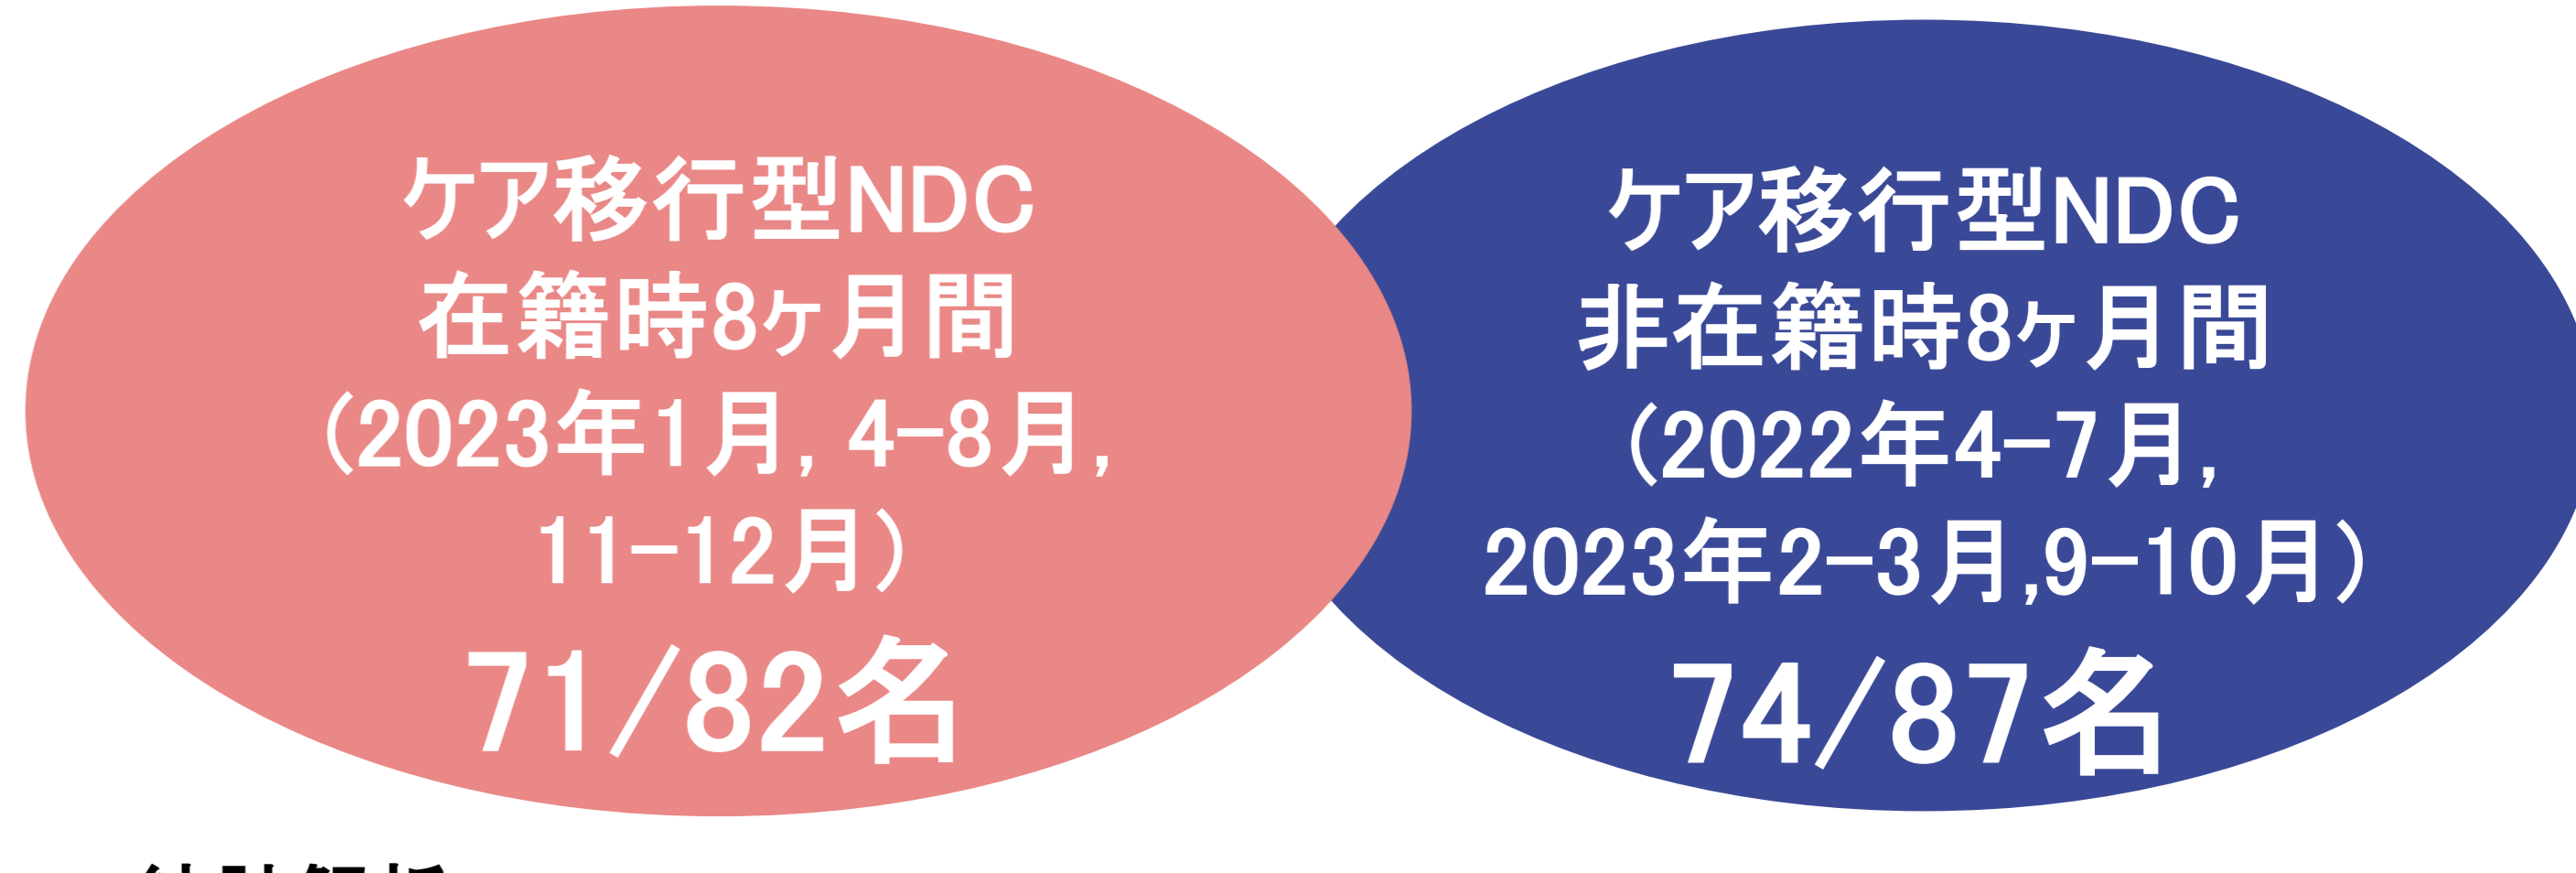 ケア移行型NDC
在籍時8ヶ月間
(2023年1月, 4-8月,
11-12月)
71/82名
ケア移行型NDC
非在籍時8ヶ月間
(2022年4-7月,
2023年2-3月,9-10月)
74/87名